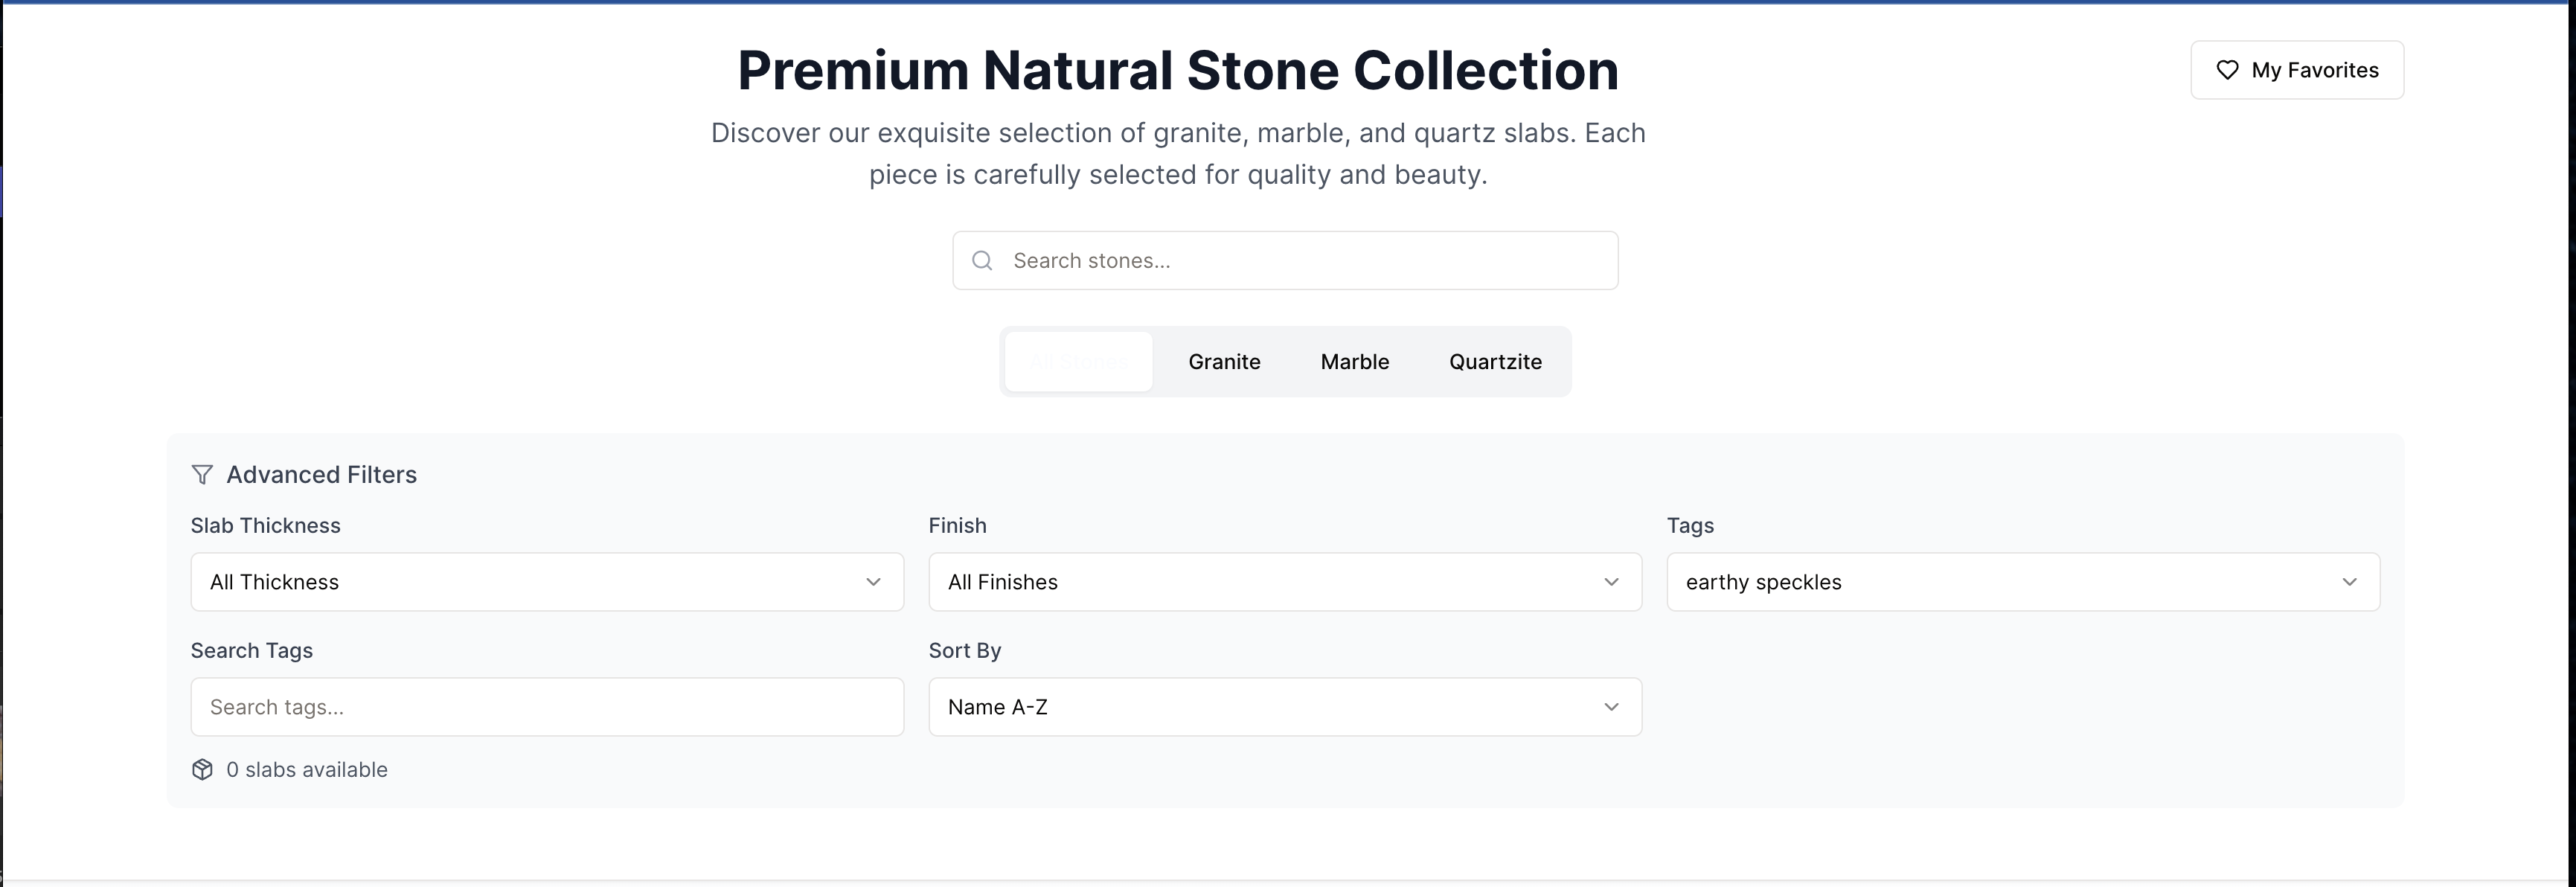 Premium Natural Stone Collection
My Favorites
Discover our exquisite selection of granite, marble, and quartz slabs. Each
piece is carefully selected for quality and beauty.
Search stones...
Granite Marble Quartzite
Advanced Filters
Slab Thickness
Finish
Tags
All Thickness
All Finishes
earthy speckles
Search Tags
Sort By
Search tags...
Name A-Z
0 slabs available